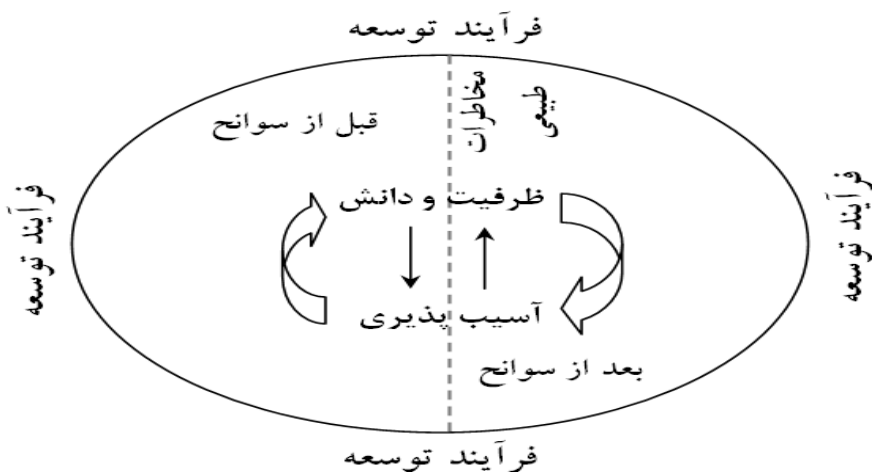 فرآیند توسعه
مخاطرات
طبیعی
قبل از سوانح
فرآیند توسعه
فرآیند توسعه
ظرفیت و دانش
آسیب پذیری
بعد از سوانح
فرآیند توسعه